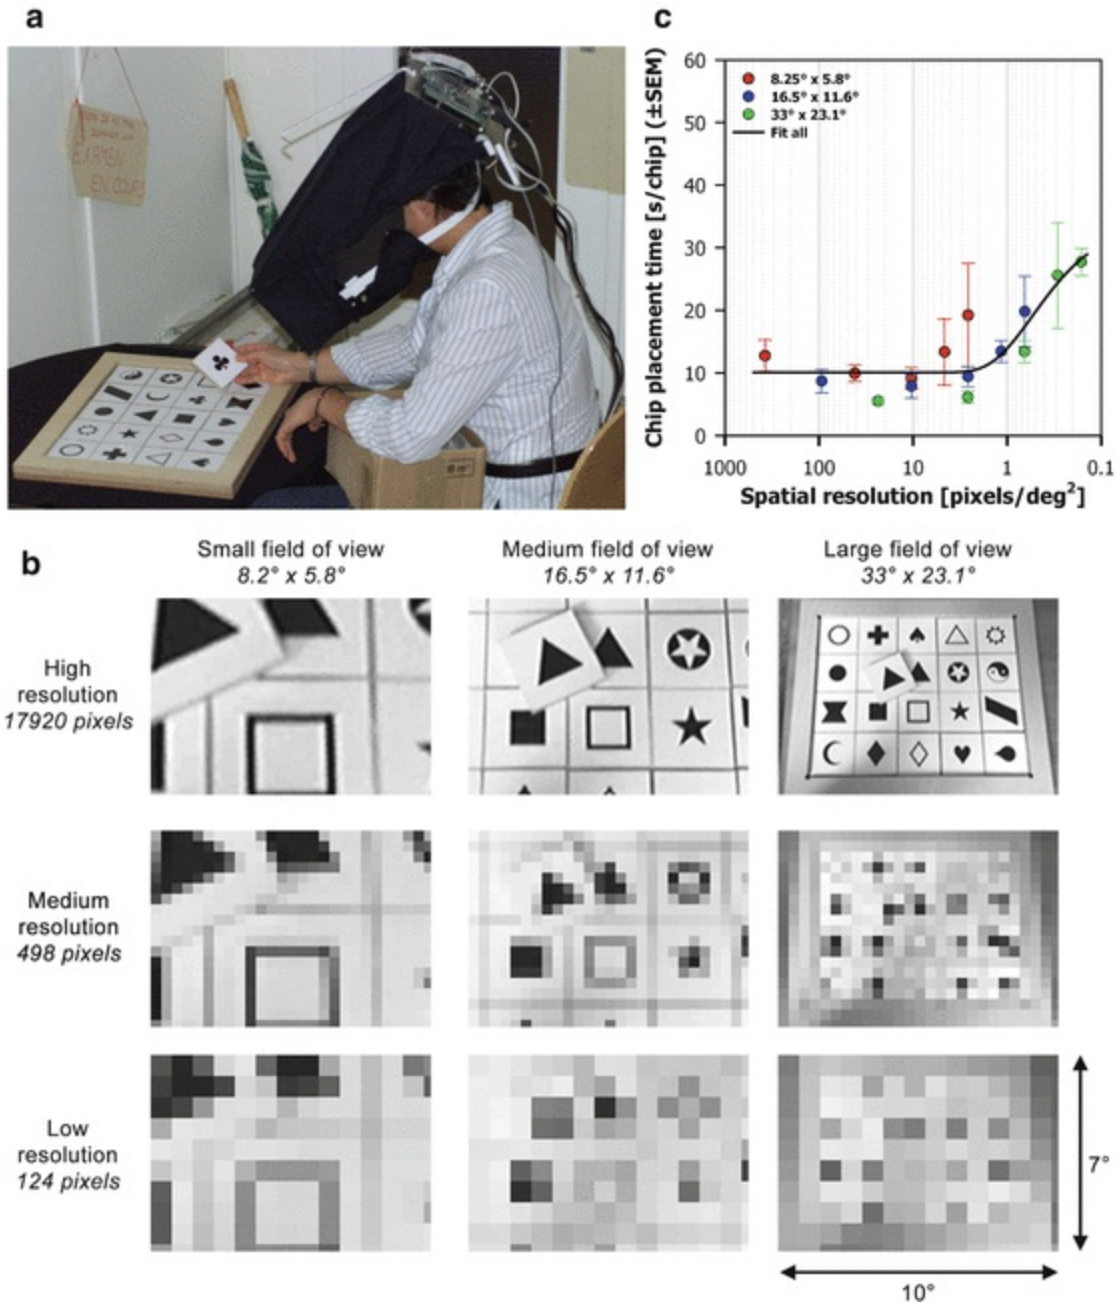 a
EXAMEN
EN COURS
c
Chip placement time [s/chip] (±SEM)
60
50
40
30
20
10
0
8.25° x 5.8°
16.5° x 11.6°
33° x 23.1°
Fit all
1000 100 10 1 0.1
Spatial resolution [pixels/deg²]
b
Small field of view
8.2° x 5.8°
Medium field of view
16.5° x 11.6°
Large field of view
33° x 23.1°
High
resolution
17920 pixels
Medium
resolution
498 pixels
Low
resolution
124 pixels
7°
10°